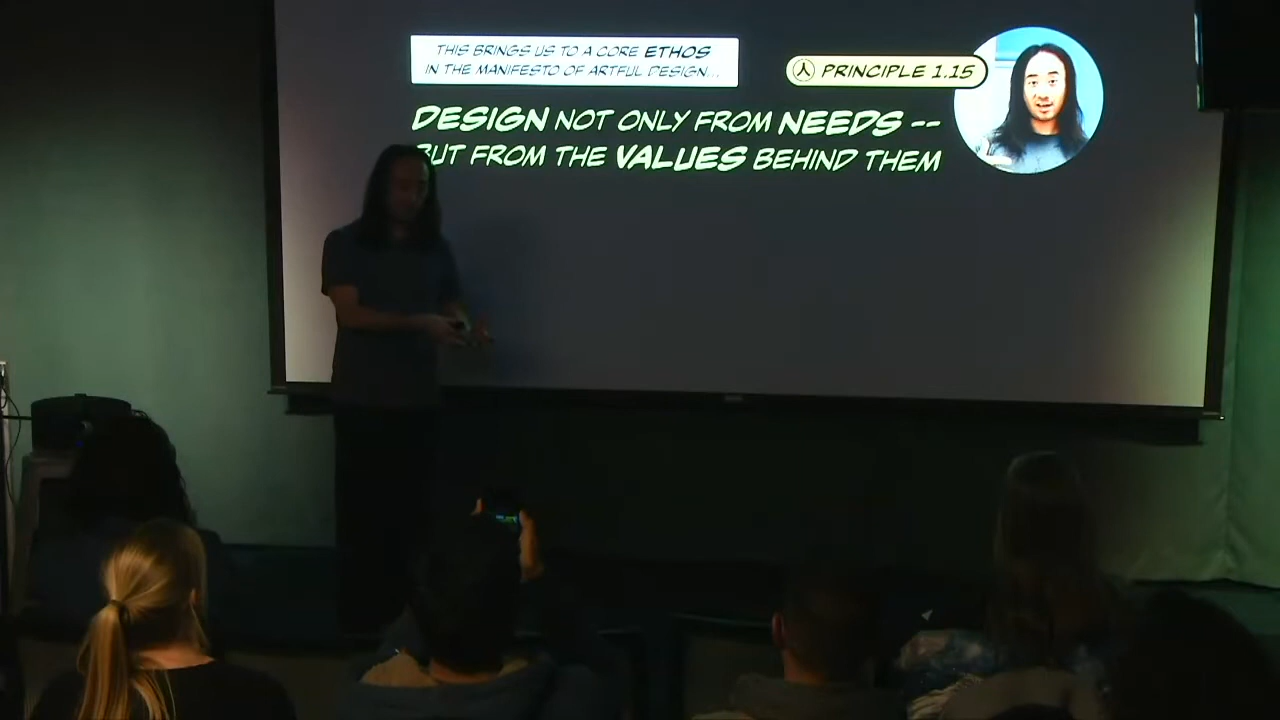 THIS BRINGS US TO A CORE ETHOS
IN THE MANIFESTO OF ARTFUL DESIGN...
PRINCIPLE 1.15
DESIGN NOT ONLY FROM NEEDS --
BUT FROM THE VALUES BEHIND THEM